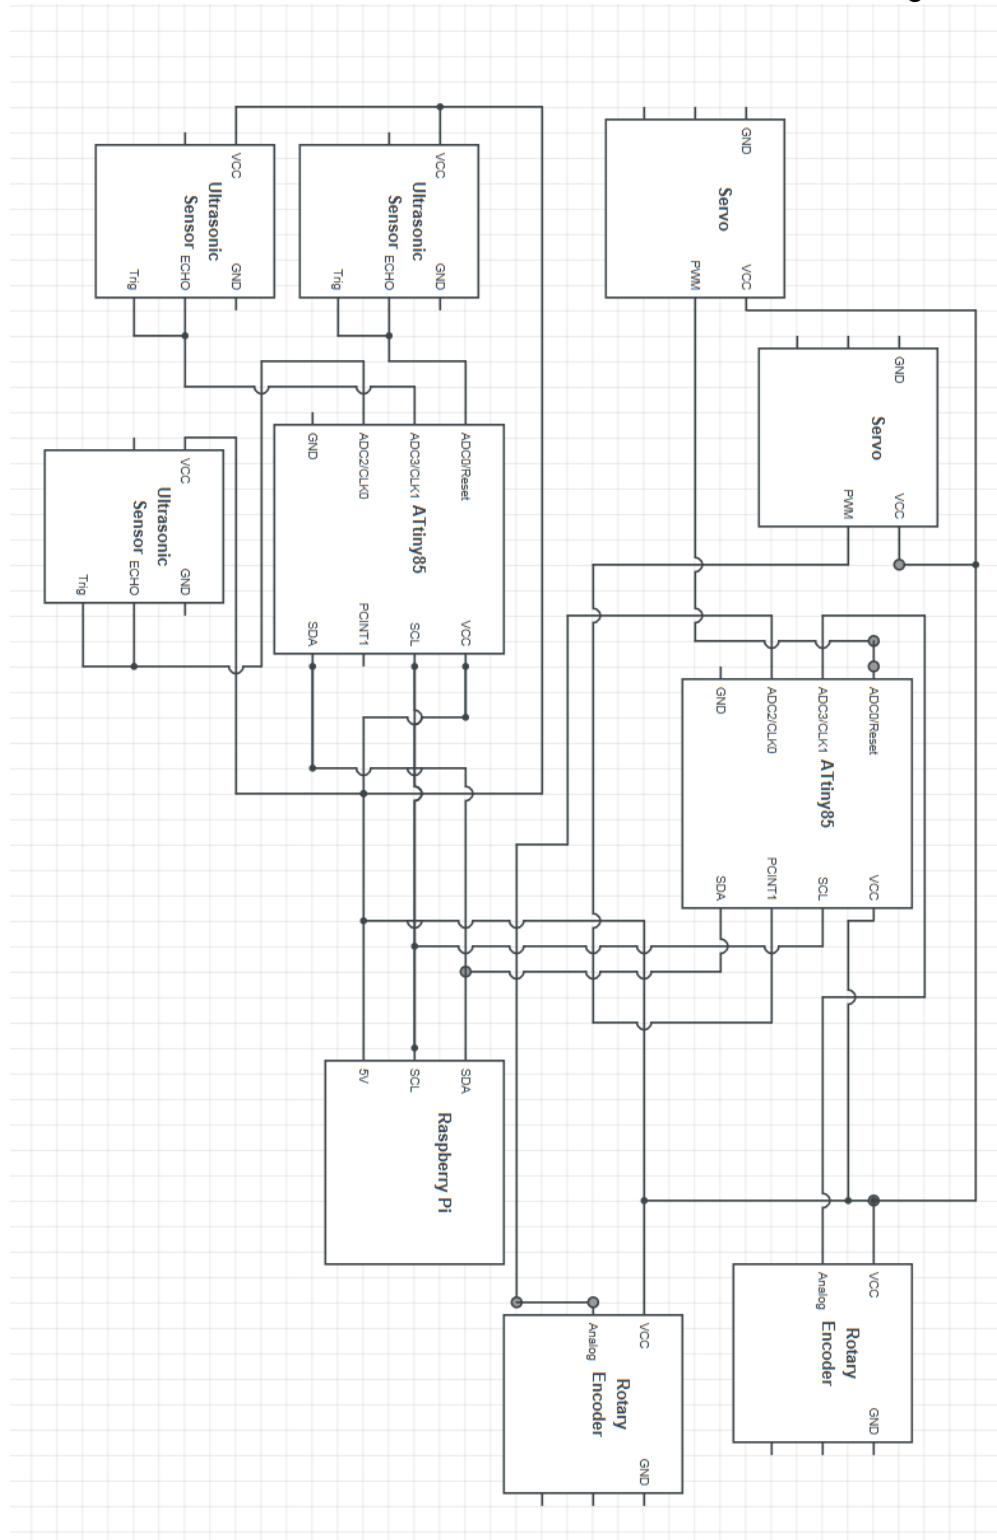 GND
Servo
PWM
VCC
VCC
Ultrasonic
Sensor
GND
ECHO
Trig
VCC
Ultrasonic
Sensor
GND
ECHO
Trig
GND
Servo
VCC
PWM
ADC0/Reset
ADC3/CLK1
ADC2/CLK0
GND
ATtiny85
VCC
SCL
PCINT1
SDA
VCC
Ultrasonic
Sensor
GND
ECHO
Trig
ADC0/Reset
ADC3/CLK1
ADC2/CLK0
GND
ATtiny85
VCC
SCL
PCINT1
SDA
SDA
SCL
5V
Raspberry Pi
VCC
Analog
Rotary
Encoder
GND
VCC
Analog
Rotary
Encoder
GND